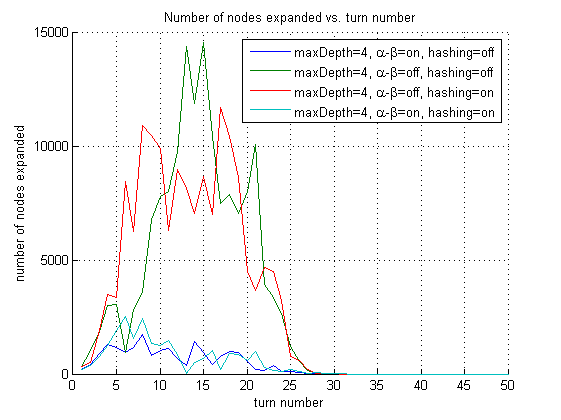 Number of nodes expanded vs. turn number
15000
10000
5000
0
number of nodes expanded
maxDepth=4, α-β=on, hashing=off
maxDepth=4, α-β=off, hashing=off
maxDepth=4, α-β=off, hashing=on
maxDepth=4, α-β=on, hashing=on
0 5 10 15 20 25 30 35 40 45 50
turn number